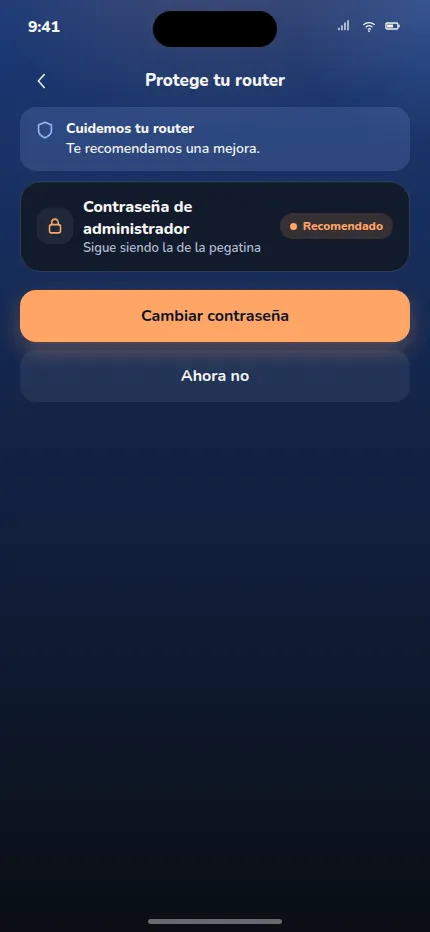 9:41
Protege tu router
Cuidemos tu router
Te recomendamos una mejora.
Contraseña de
administrador
Sigue siendo la de la pegatina
Recomendado
Cambiar contraseña
Ahora no